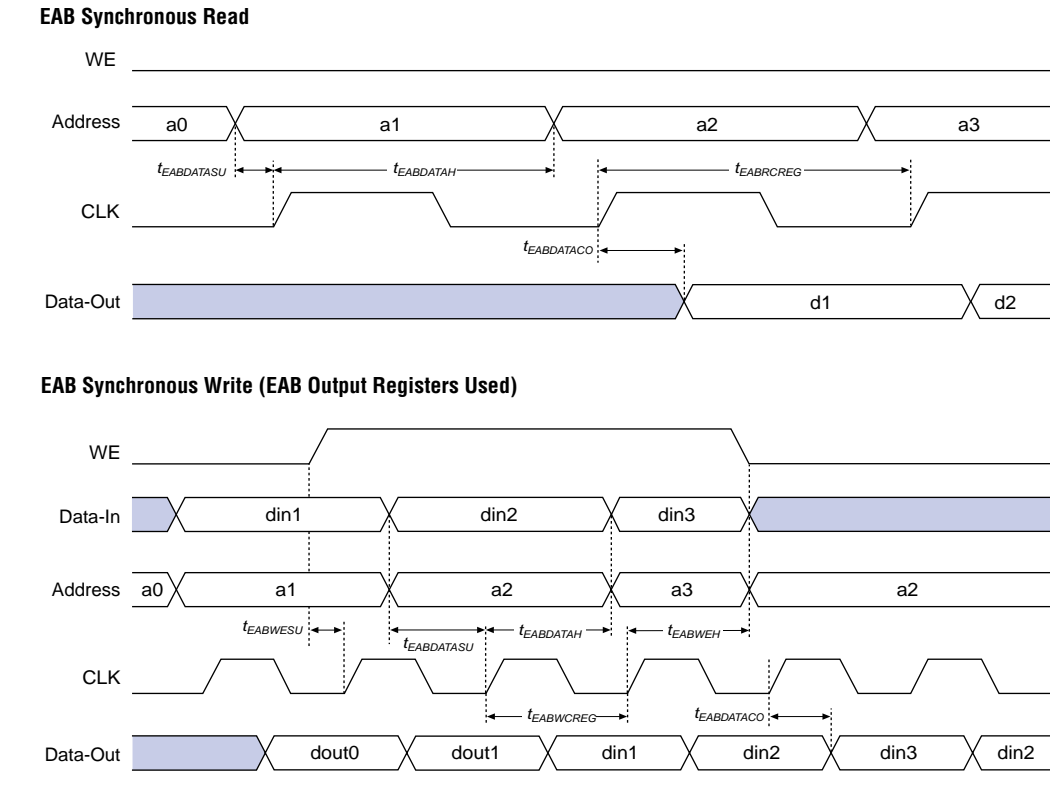 EAB Synchronous Read
WE
Address a0 a1 a2 a3
tEABDATASU tEABDATAH tEABRCREG
CLK
tEABDATACO
Data-Out d1 d2
EAB Synchronous Write (EAB Output Registers Used)
WE
Data-In din1 din2 din3
Address a0 a1 a2 a3 a2
tEABWESU tEABDATASU tEABDATAH tEABWEH
CLK
tEABWCREG tEABDATACO
Data-Out dout0 dout1 din1 din2 din3 din2